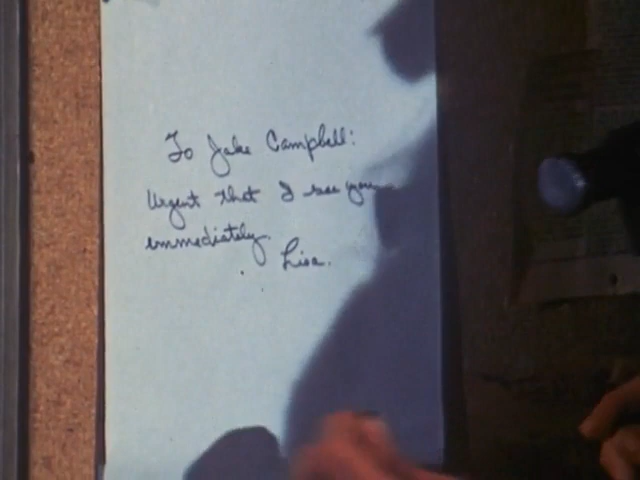 To Jake Campbell:
Urgent that I see you
immediately.
Lisa.